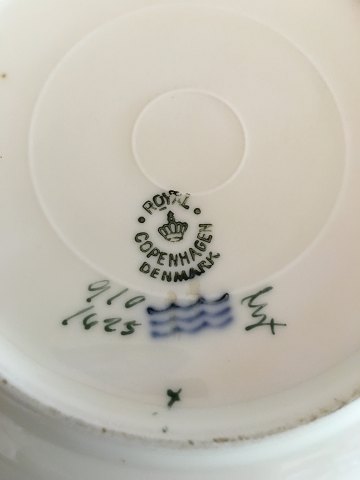 ROYAL
COPENHAGEN
DENMARK
910
1625